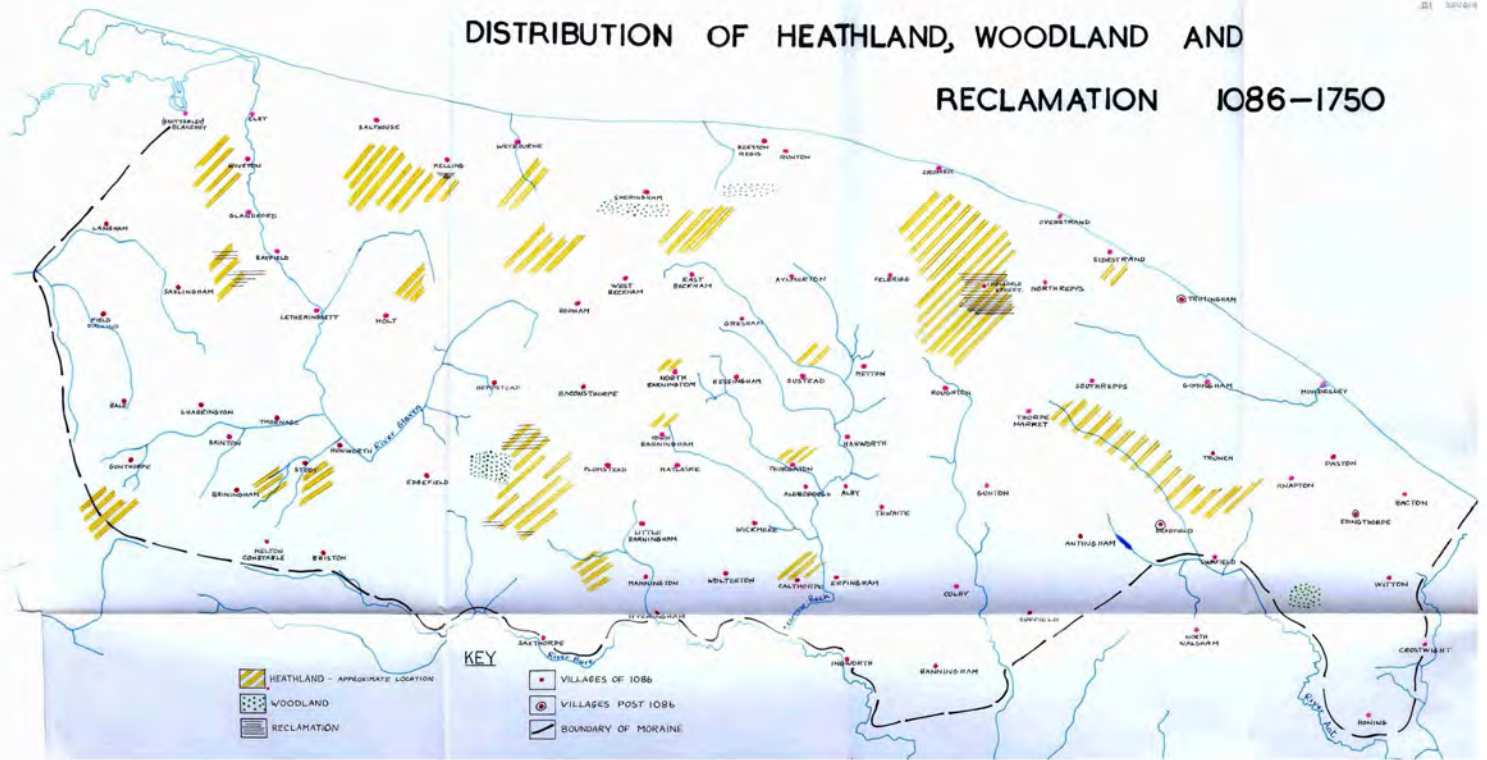 DISTRIBUTION OF HEATHLAND, WOODLAND AND
RECLAMATION 1086–1750
BLAKENEY
CLEY
SALTHOUSE
WEYBOURNE
BEESTON
REGIS
RUNTON
WIVETON
KELLING
CROMER
SHERINGHAM
GLANDFORD
LANGHAM
OVERSTRAND
BAYFIELD
SIDESTRAND
SAXLINGHAM
WEST
BECKHAM
EAST
BECKHAM
AYLMERTON
FELBRIGG
NORTHREPPS
TRIMINGHAM
FIELD
DALLING
LETHERINGSETT
HOLT
BODHAM
GRESHAM
HEMPSTEAD
BACONSTHORPE
NORTH
BARNINGHAM
BESSINGHAM
SUSTEAD
METTON
ROUGHTON
SOUTHREPPS
GIMINGHAM
MUNDESLEY
BALE
SHARRINGTON
THORNAGE
River Glaven
THORPE
MARKET
BRINTON
HUNWORTH
TOWN
BARNINGHAM
HANWORTH
GUNTHORPE
STODY
EDGEFIELD
PLUMSTEAD
MATLASKE
THURGARTON
TRUNCH
PASTON
BRININGHAM
ALDBOROUGH
ALBY
GUNTON
KNAPTON
BACTON
THWAITE
LITTLE
BARNINGHAM
WICKMERE
ANTINGHAM
BRADFIELD
EDINGTHORPE
MELTON
CONSTABLE
BRISTON
MANNINGTON
WOLTERTON
CALTHORPE
ERPINGHAM
COLBY
SWAFIELD
WITTON
ITTERINGHAM
SUFFIELD
SAXTHORPE
River Bure
NORTH
WALSHAM
CROSTWIGHT
INGWORTH
BANNINGHAM
River Ant
HONING
KEY
HEATHLAND – APPROXIMATE LOCATION
WOODLAND
RECLAMATION
VILLAGES OF 1086
VILLAGES POST 1086
BOUNDARY OF MORAINE